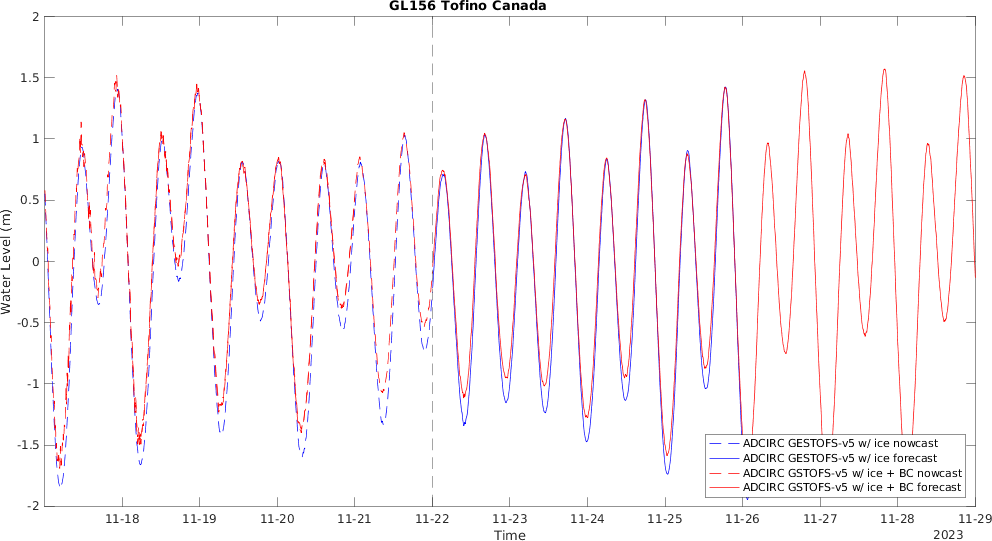 GL156 Tofino Canada
2
1.5
1
0.5
0
-0.5
-1
-1.5
-2
Water Level (m)
ADCIRC GESTOFS-v5 w/ ice nowcast
ADCIRC GESTOFS-v5 w/ ice forecast
ADCIRC GSTOFS-v5 w/ ice + BC nowcast
ADCIRC GSTOFS-v5 w/ ice + BC forecast
11-18 11-19 11-20 11-21 11-22 11-23 11-24 11-25 11-26 11-27 11-28 11-29
Time
2023